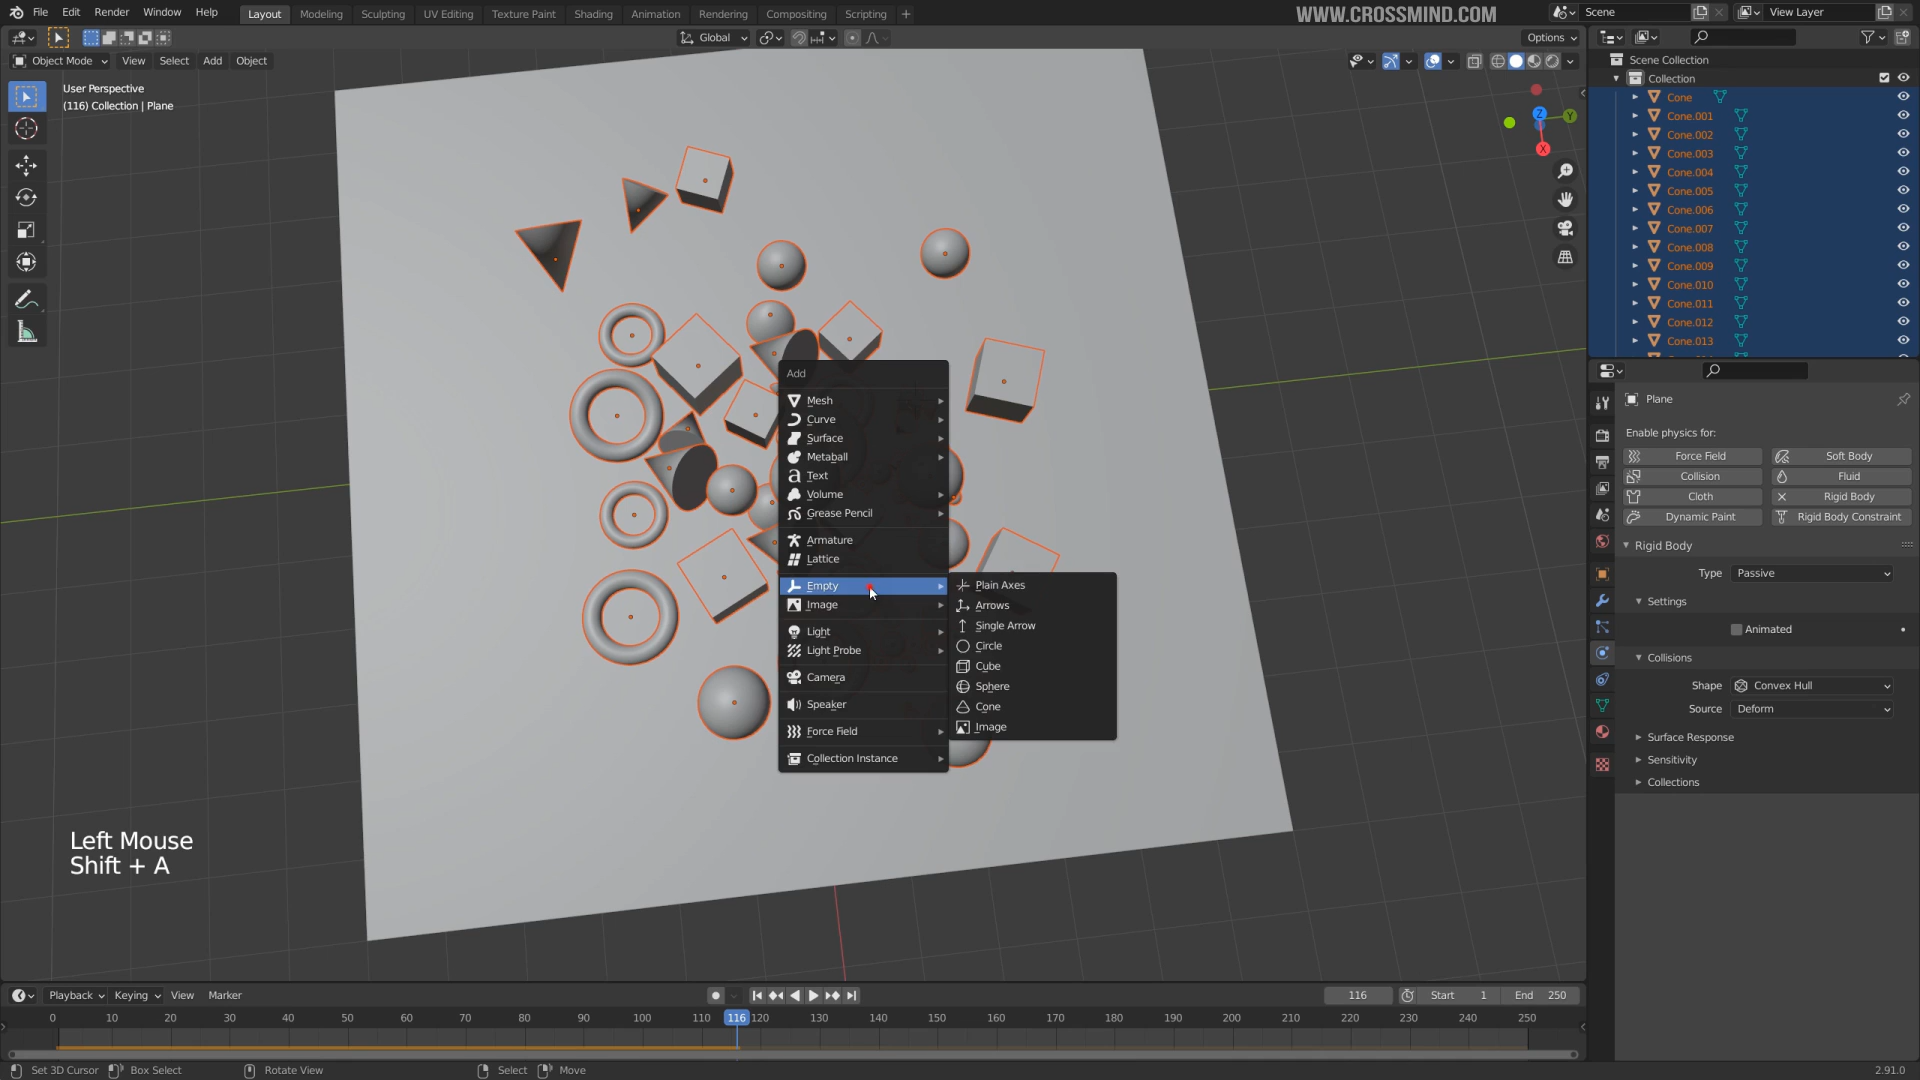 File Edit Render Window Help Layout Modeling Sculpting UV Editing Texture Paint Shading Animation Rendering Compositing Scripting + WWW.CROSSMIND.COM Scene View Layer
Global Options
Object Mode View Select Add Object
User Perspective
(116) Collection | Plane
Scene Collection
Collection
Cone
Cone.001
Cone.002
Cone.003
Cone.004
Cone.005
Cone.006
Cone.007
Cone.008
Cone.009
Cone.010
Cone.011
Cone.012
Cone.013
Z
Y
X
Add
Mesh
Curve
Surface
Metaball
Text
Volume
Grease Pencil
Armature
Lattice
Empty
Image
Light
Light Probe
Camera
Speaker
Force Field
Collection Instance
Plain Axes
Arrows
Single Arrow
Circle
Cube
Sphere
Cone
Image
Plane
Enable physics for:
Force Field Soft Body
Collision Fluid
Cloth Rigid Body
Dynamic Paint Rigid Body Constraint
Rigid Body
Type Passive
Settings
Animated
Collisions
Shape Convex Hull
Source Deform
Surface Response
Sensitivity
Collections
Left Mouse
Shift + A
Playback Keying View Marker 116 Start 1 End 250
0 10 20 30 40 50 60 70 80 90 100 110 116 120 130 140 150 160 170 180 190 200 210 220 230 240 250
Set 3D Cursor Box Select Rotate View Select Move 2.91.0